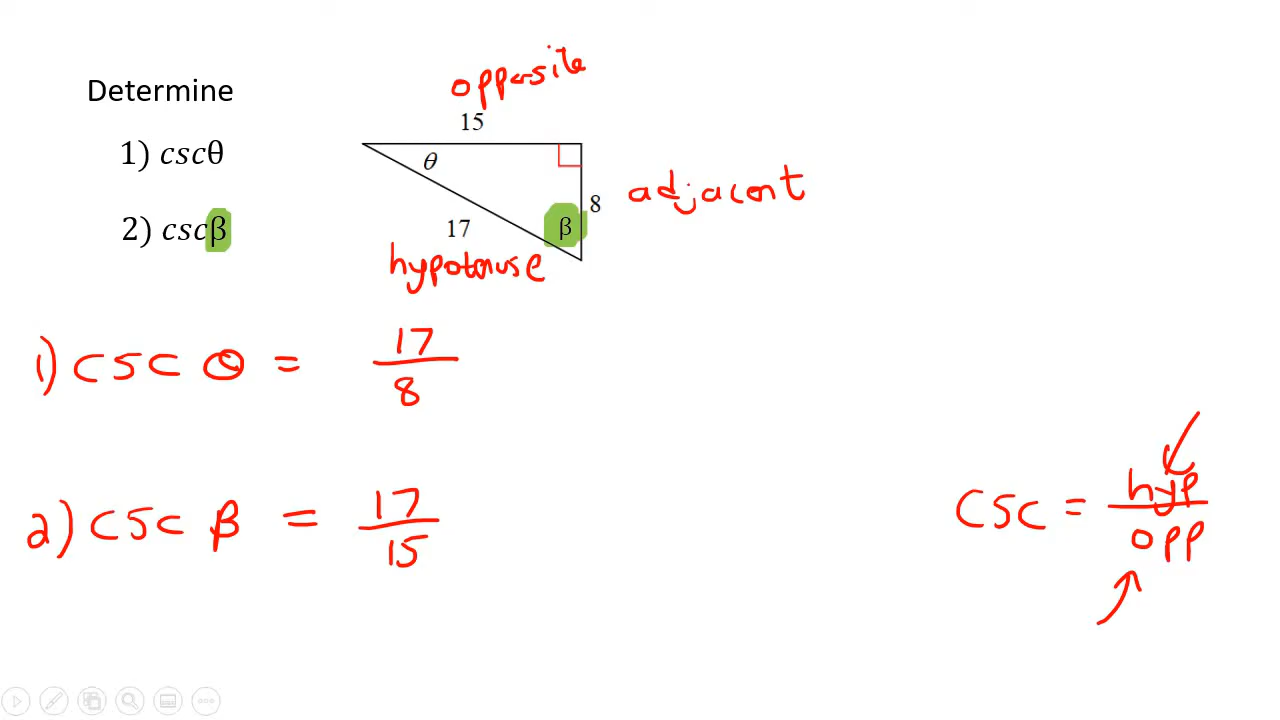 Determine
1) cscθ
2) cscβ
opposite
15
θ
8
adjacent
17
β
hypotenuse
1) csc θ = 17/8
2) csc β = 17/15
csc = hyp/opp